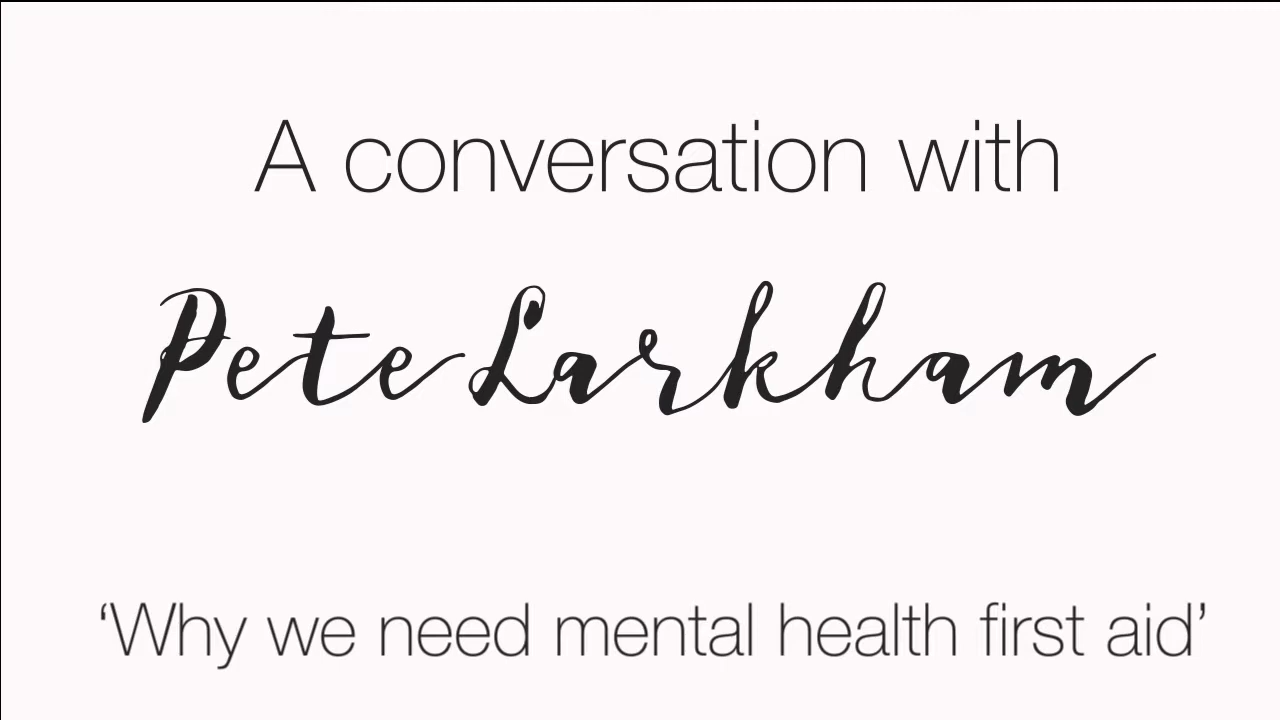 A conversation with
Pete Larkham
‘Why we need mental health first aid’